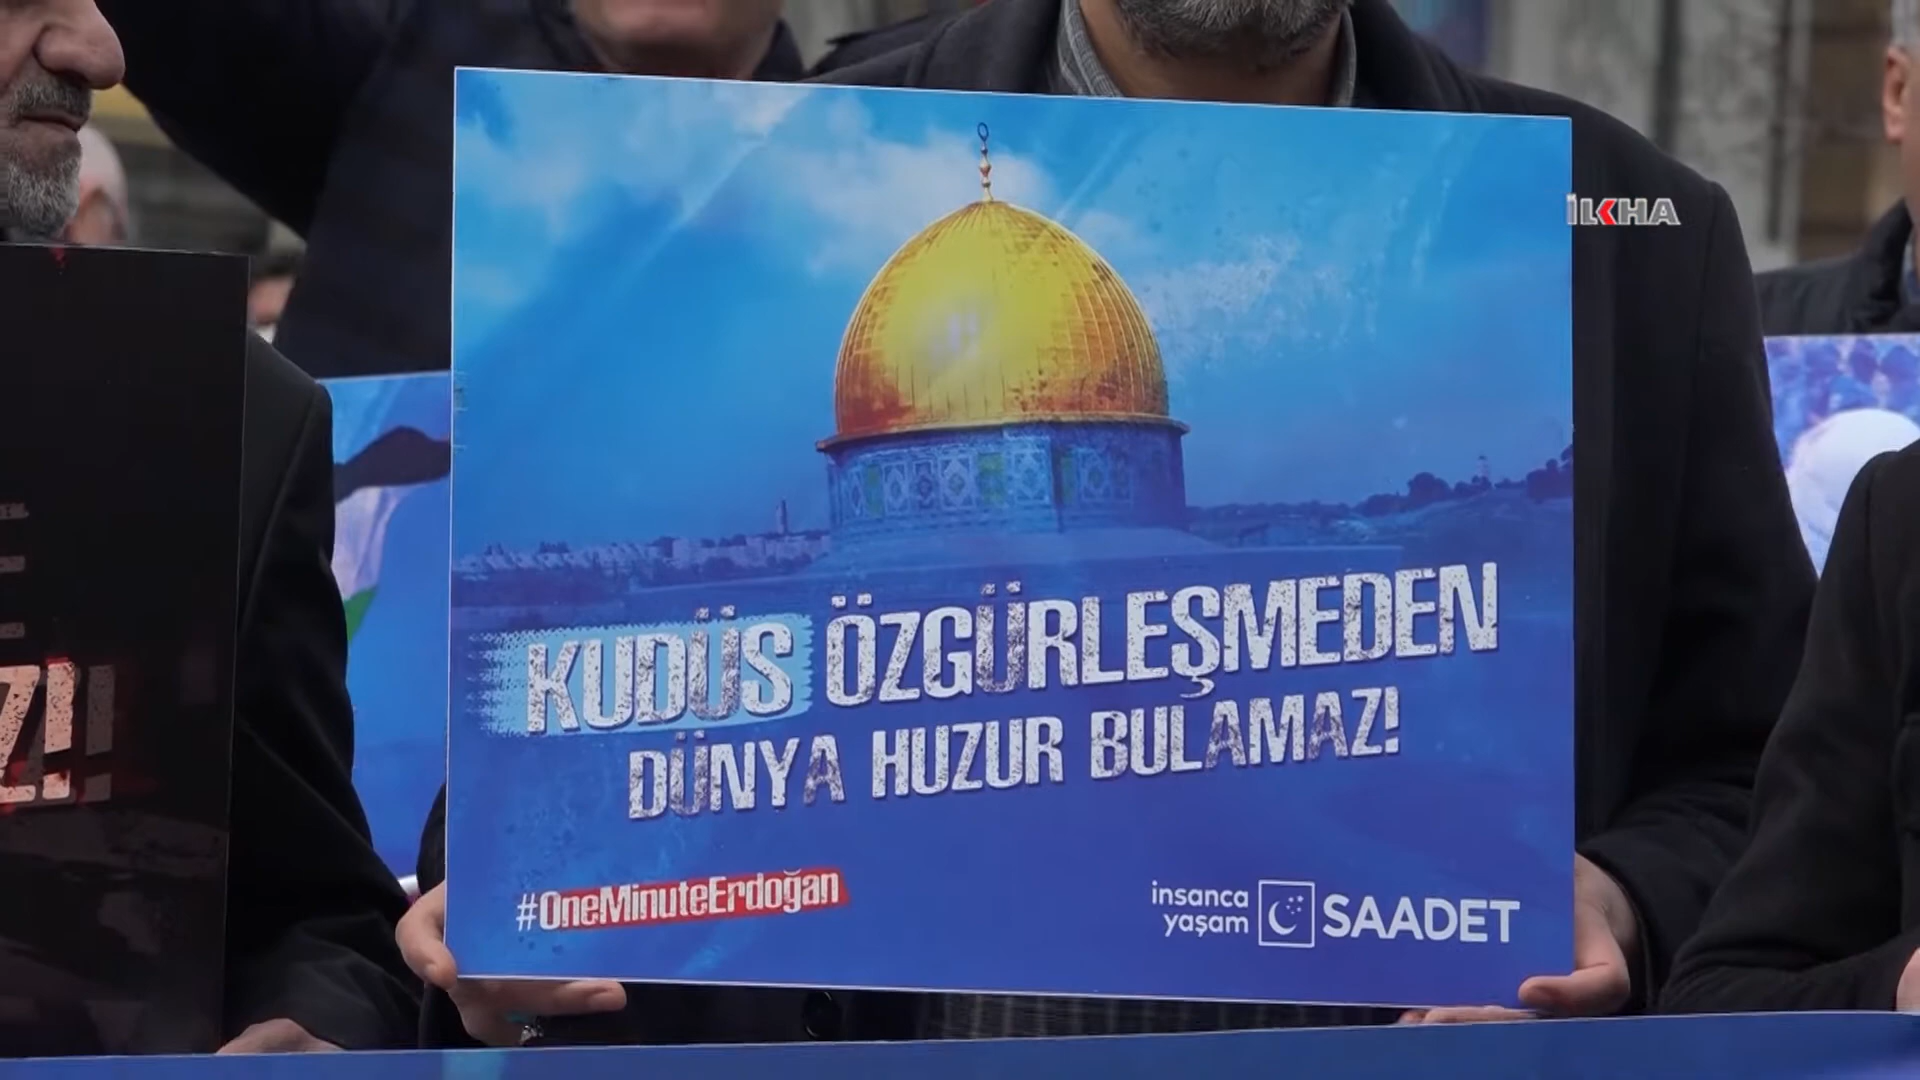 İLKHA
KUDÜS ÖZGÜRLEŞMEDEN
DÜNYA HUZUR BULAMAZ!
#OneMinuteErdoğan
insanca
yaşam
SAADET
Z!